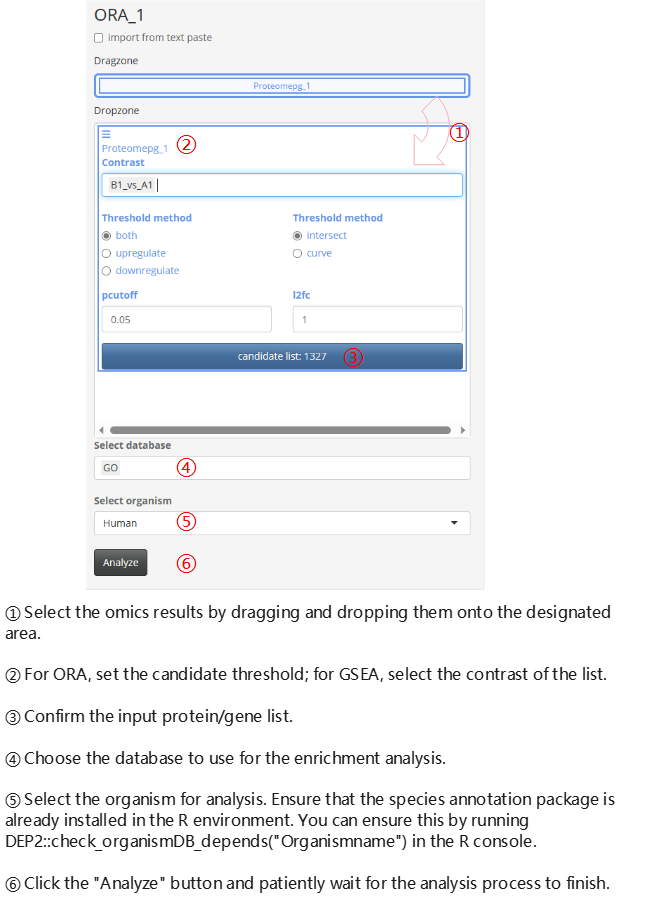 ORA_1
import from text paste
Dragzone
Proteomepg_1
Dropzone
①
☰
Proteomepg_1 ②
Contrast
B1_vs_A1
Threshold method Threshold method
both intersect
upregulate curve
downregulate
pcutoff l2fc
0.05 1
candidate list: 1327 ③
Select database
GO ④
Select organism
Human ⑤
Analyze ⑥
① Select the omics results by dragging and dropping them onto the designated
area.
② For ORA, set the candidate threshold; for GSEA, select the contrast of the list.
③ Confirm the input protein/gene list.
④ Choose the database to use for the enrichment analysis.
⑤ Select the organism for analysis. Ensure that the species annotation package is
already installed in the R environment. You can ensure this by running
DEP2::check_organismDB_depends("Organismname") in the R console.
⑥ Click the "Analyze" button and patiently wait for the analysis process to finish.